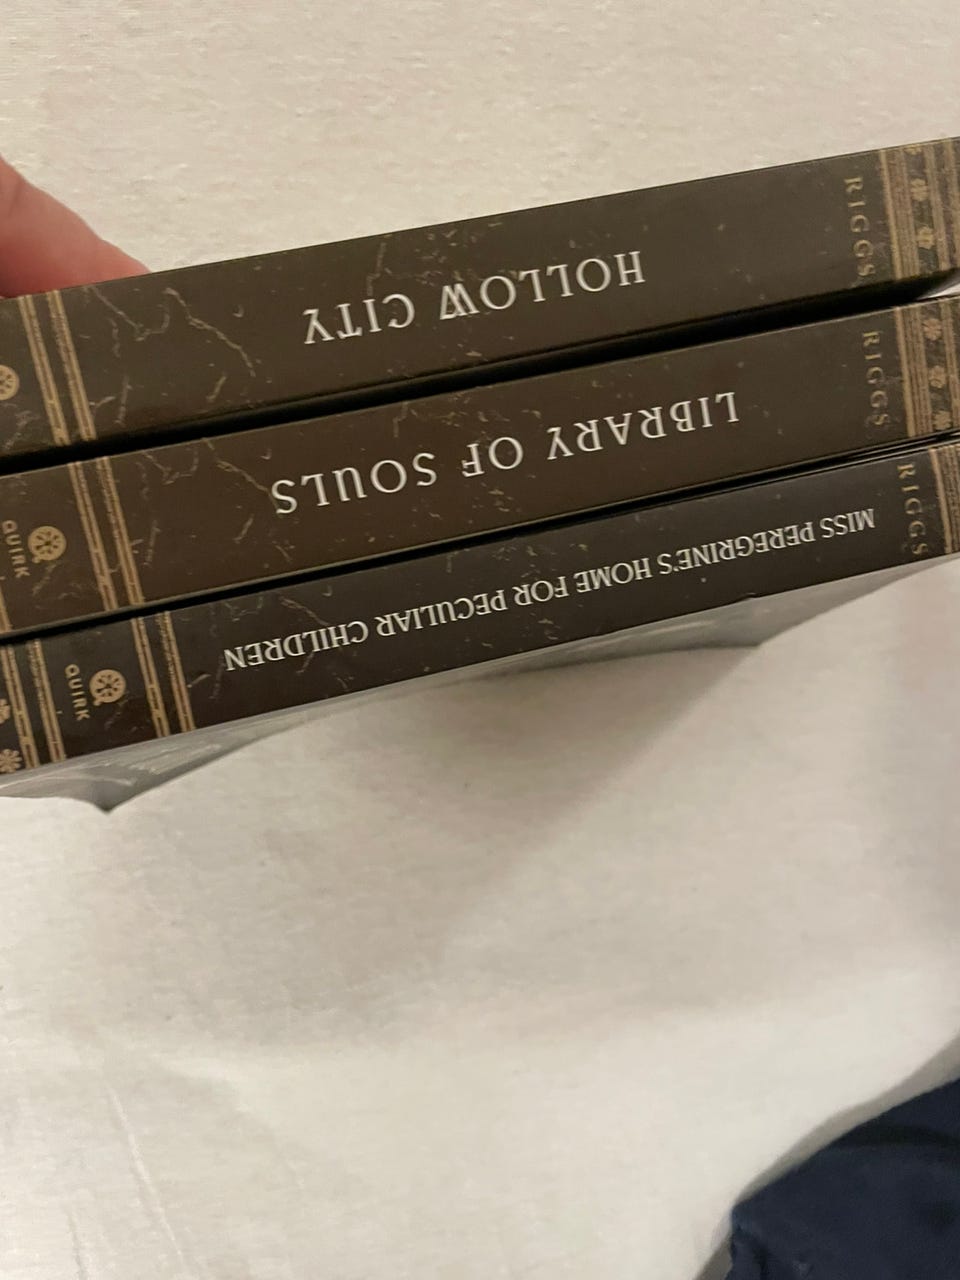 RIGGS
HOLLOW CITY
RIGGS
LIBRARY OF SOULS
QUIRK
RIGGS
MISS PEREGRINE'S HOME FOR PECULIAR CHILDREN
QUIRK